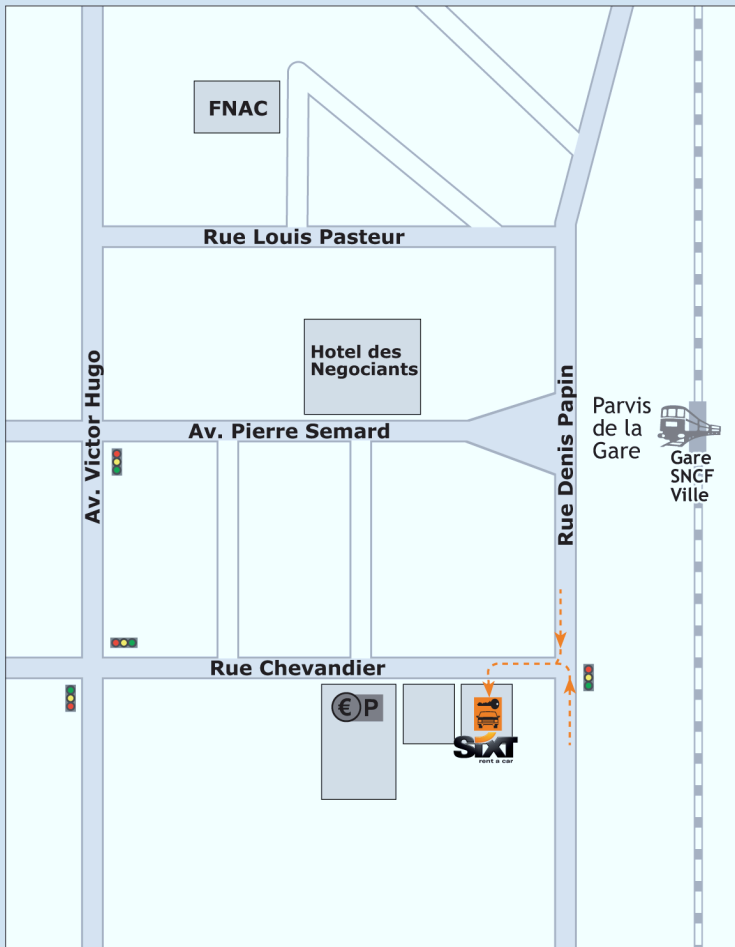 FNAC
Rue Louis Pasteur
Hotel des
Negociants
Av. Victor Hugo
Av. Pierre Semard
Rue Denis Papin
Parvis
de la
Gare
Gare
SNCF
Ville
Rue Chevandier
€ P
SIXT
rent a car